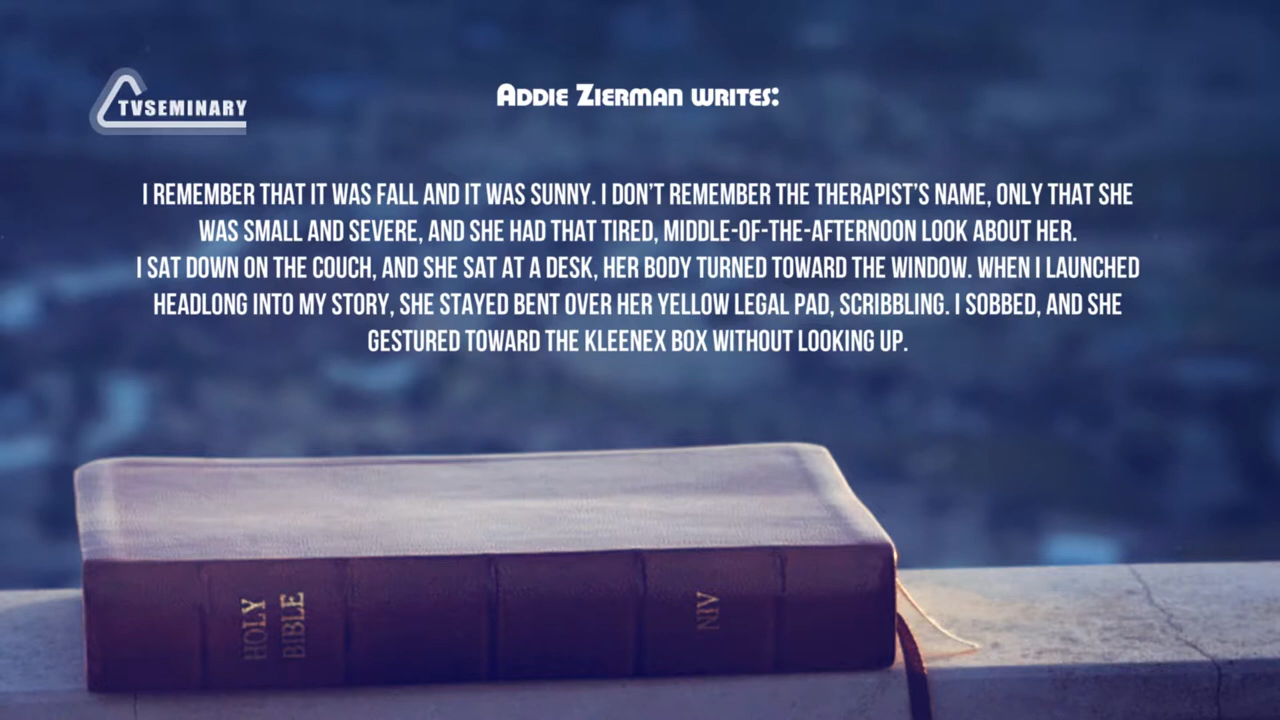 TVSEMINARY
ADDIE ZIERMAN WRITES:
I REMEMBER THAT IT WAS FALL AND IT WAS SUNNY. I DON'T REMEMBER THE THERAPIST'S NAME, ONLY THAT SHE
WAS SMALL AND SEVERE, AND SHE HAD THAT TIRED, MIDDLE-OF-THE-AFTERNOON LOOK ABOUT HER.
I SAT DOWN ON THE COUCH, AND SHE SAT AT A DESK, HER BODY TURNED TOWARD THE WINDOW. WHEN I LAUNCHED
HEADLONG INTO MY STORY, SHE STAYED BENT OVER HER YELLOW LEGAL PAD, SCRIBBLING. I SOBBED, AND SHE
GESTURED TOWARD THE KLEENEX BOX WITHOUT LOOKING UP.
HOLY
BIBLE
NIV